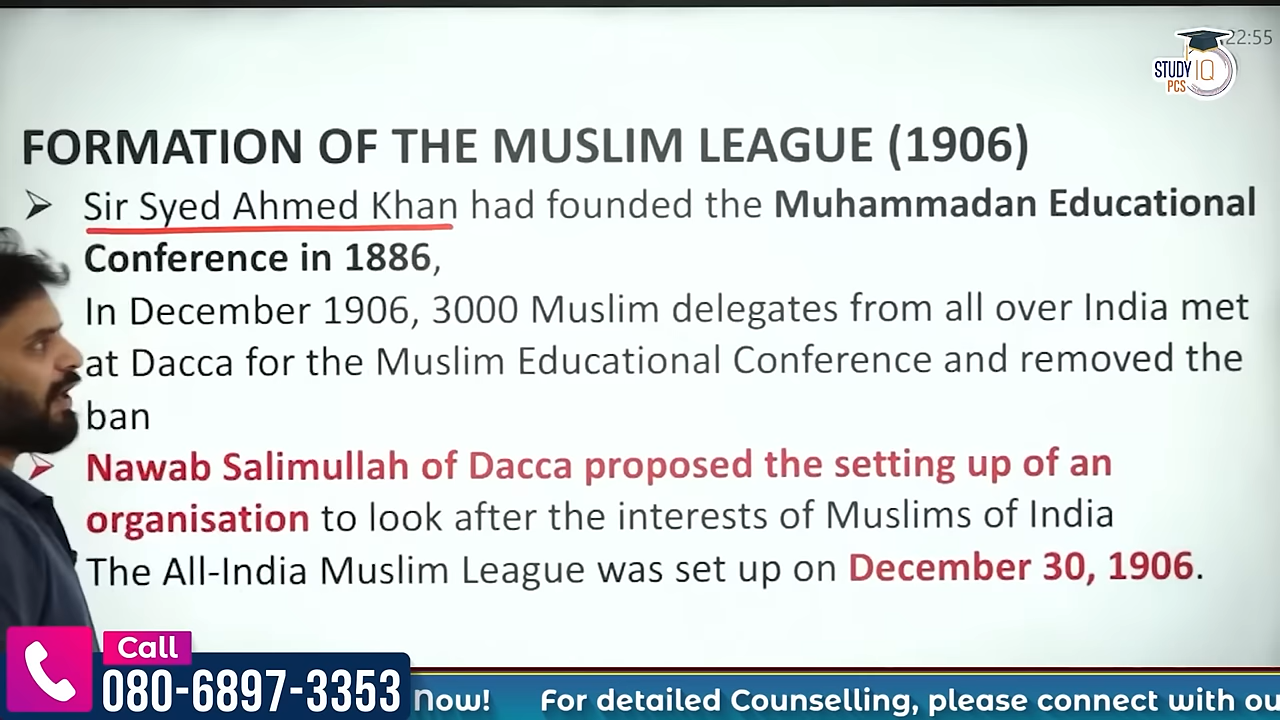 22:55
STUDY IQ
PCS
FORMATION OF THE MUSLIM LEAGUE (1906)
Sir Syed Ahmed Khan had founded the Muhammadan Educational
Conference in 1886,
In December 1906, 3000 Muslim delegates from all over India met
at Dacca for the Muslim Educational Conference and removed the
ban
Nawab Salimullah of Dacca proposed the setting up of an
organisation to look after the interests of Muslims of India
The All-India Muslim League was set up on December 30, 1906.
Call
080-6897-3353
Now! For detailed Counselling, please connect with ou